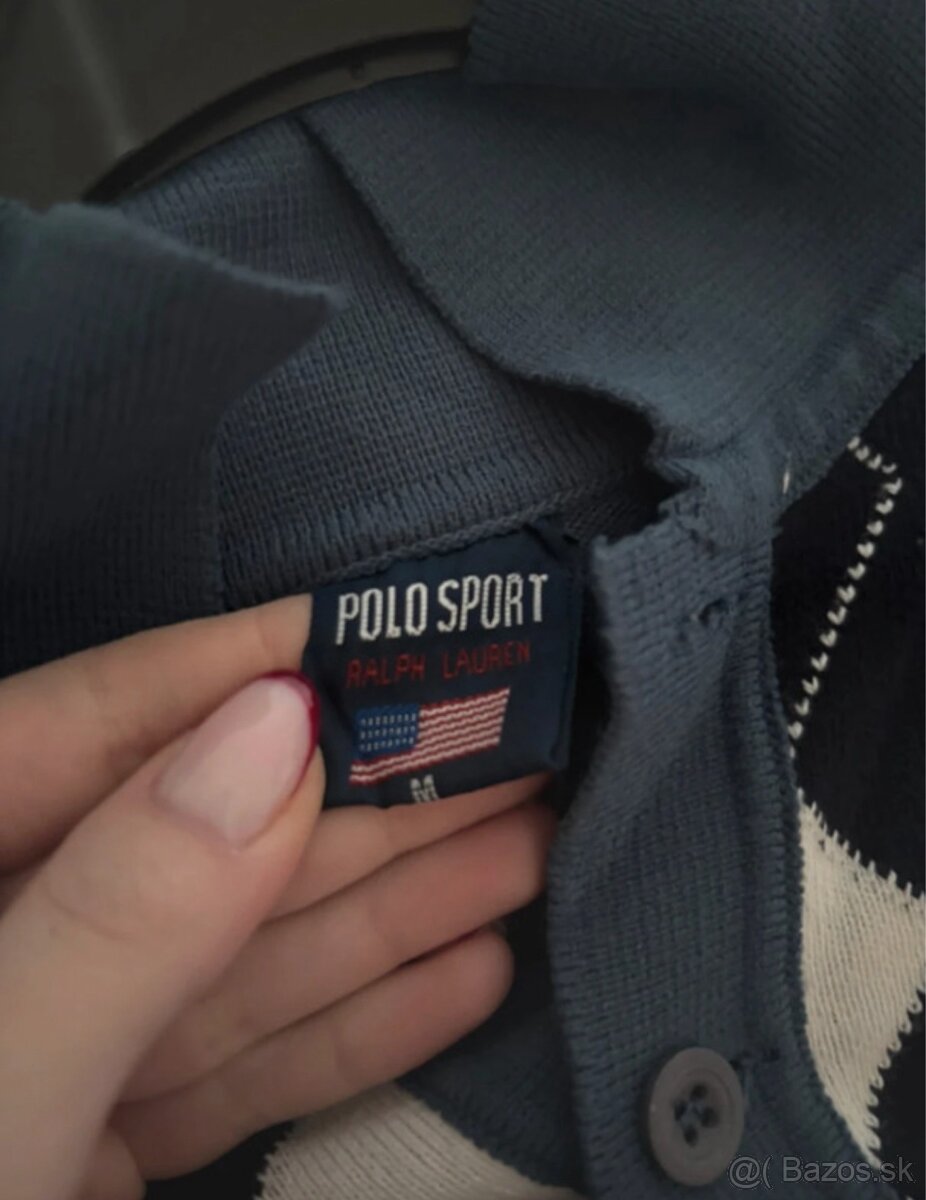 POLO SPORT
RALPH LAUREN
M
@( Bazos.sk